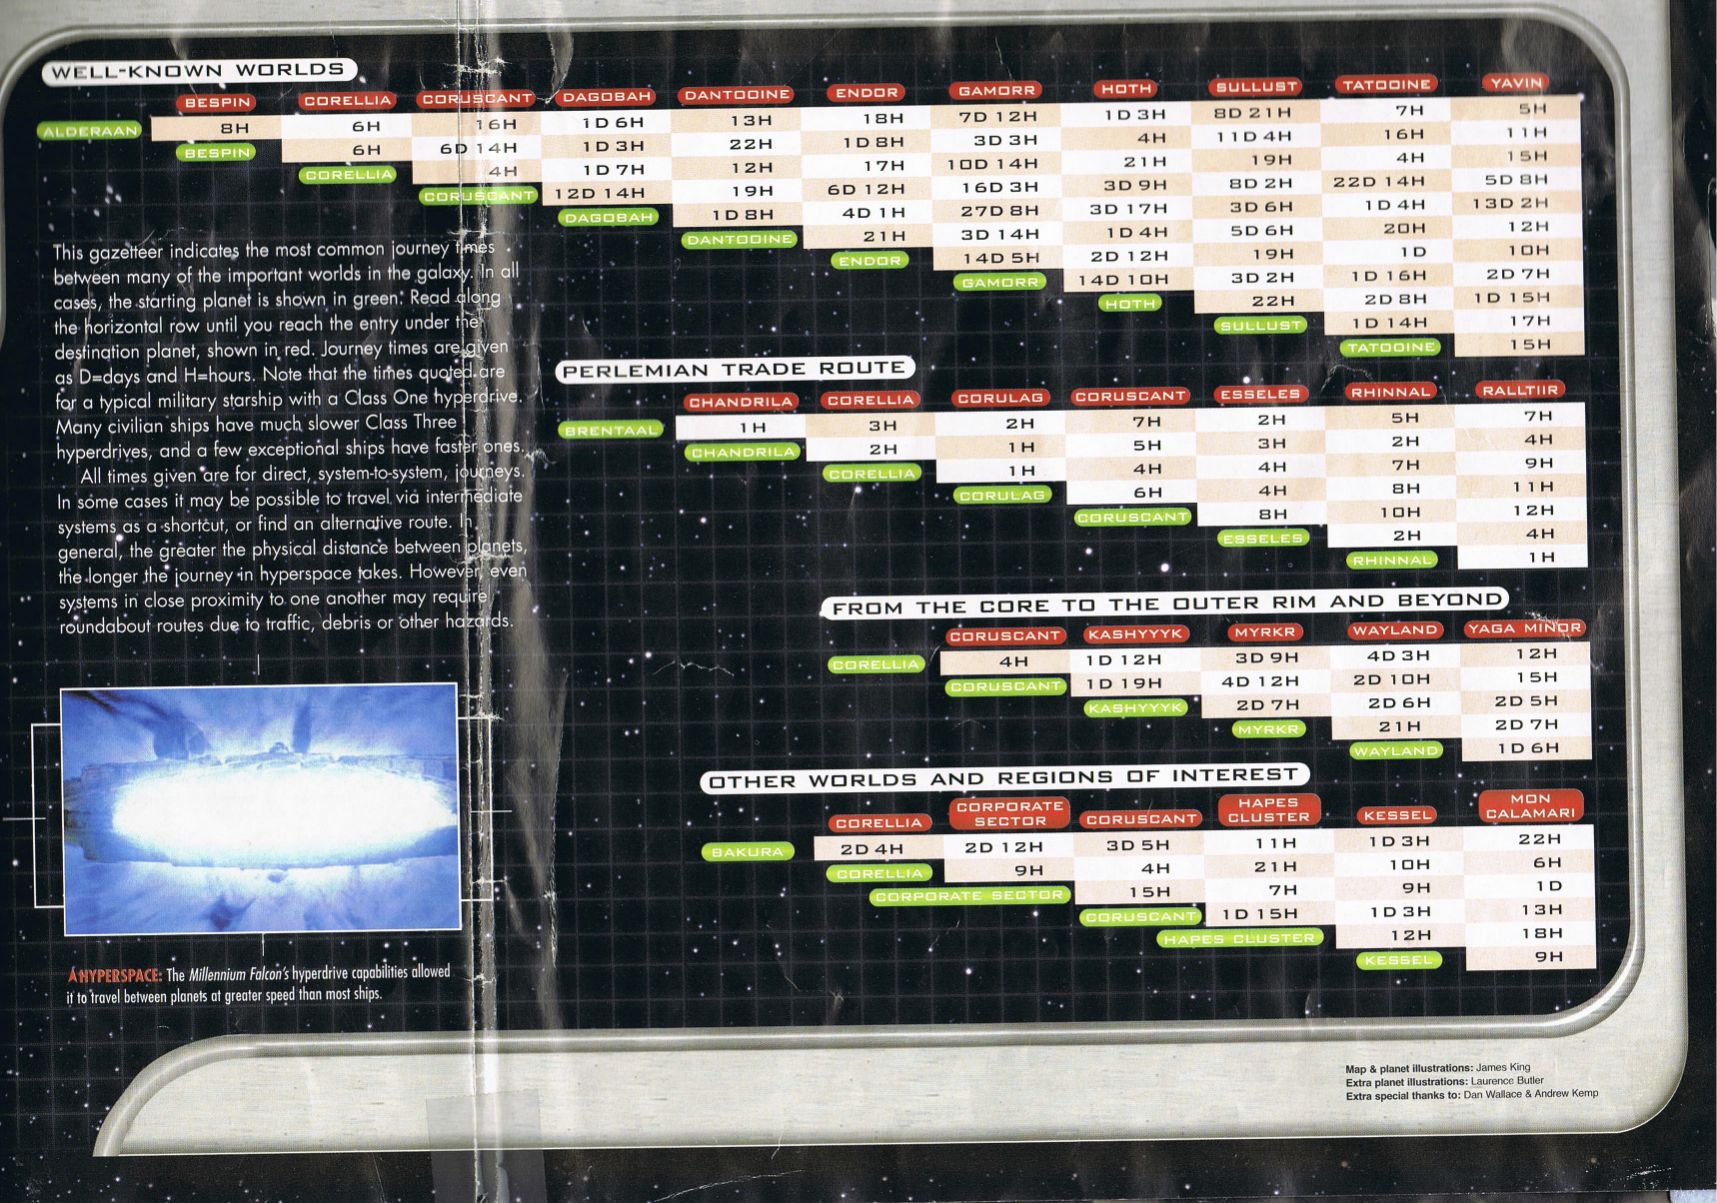 WELL-KNOWN WORLDS
BESPIN CORELLIA CORUSCANT DAGOBAH DANTOOINE ENDOR GAMORR HOTH SULLUST TATOOINE YAVIN
ALDERAAN 8H 6H 16H 1D 6H 13H 18H 7D 12H 1D 3H 8D 21H 7H 5H
BESPIN 6H 6D 14H 1D 3H 22H 1D 8H 3D 3H 4H 11D 4H 16H 11H
CORELLIA 4H 1D 7H 12H 17H 10D 14H 21H 19H 4H 15H
CORUSCANT 12D 14H 19H 6D 12H 16D 3H 3D 9H 8D 2H 22D 14H 5D 8H
DAGOBAH 1D 8H 4D 1H 27D 8H 3D 17H 3D 6H 1D 4H 13D 2H
DANTOOINE 21H 3D 14H 1D 4H 5D 6H 20H 12H
ENDOR 14D 5H 2D 12H 19H 1D 10H
GAMORR 14D 10H 3D 2H 1D 16H 2D 7H
HOTH 22H 2D 8H 1D 15H
SULLUST 1D 14H 17H
TATOOINE 15H
This gazetteer indicates the most common journey times
between many of the important worlds in the galaxy. In all
cases, the starting planet is shown in green. Read along
the horizontal row until you reach the entry under the
destination planet, shown in red. Journey times are given
as D=days and H=hours. Note that the times quoted are
for a typical military starship with a Class One hyperdrive.
Many civilian ships have much slower Class Three
hyperdrives, and a few exceptional ships have faster ones.
All times given are for direct, system-to-system, journeys.
In some cases it may be possible to travel via intermediate
systems as a shortcut, or find an alternative route. In
general, the greater the physical distance between planets,
the longer the journey in hyperspace takes. However, even
systems in close proximity to one another may require
roundabout routes due to traffic, debris or other hazards.
PERLEMIAN TRADE ROUTE
CHANDRILA CORELLIA CORULAG CORUSCANT ESSELES RHINNAL RALLTIIR
BRENTAAL 1H 3H 2H 7H 2H 5H 7H
CHANDRILA 2H 1H 5H 3H 2H 4H
CORELLIA 1H 4H 4H 7H 9H
CORULAG 6H 4H 8H 11H
CORUSCANT 8H 10H 12H
ESSELES 2H 4H
RHINNAL 1H
FROM THE CORE TO THE OUTER RIM AND BEYOND
CORUSCANT KASHYYYK MYRKR WAYLAND YAGA MINOR
CORELLIA 4H 1D 12H 3D 9H 4D 3H 12H
CORUSCANT 1D 19H 4D 12H 2D 10H 15H
KASHYYYK 2D 7H 2D 6H 2D 5H
MYRKR 21H 2D 7H
WAYLAND 1D 6H
OTHER WORLDS AND REGIONS OF INTEREST
CORELLIA CORPORATE SECTOR CORUSCANT HAPES CLUSTER KESSEL MON CALAMARI
BAKURA 2D 4H 2D 12H 3D 5H 11H 1D 3H 22H
CORELLIA 9H 4H 21H 10H 6H
CORPORATE SECTOR 15H 7H 9H 1D
CORUSCANT 1D 15H 1D 3H 13H
HAPES CLUSTER 12H 18H
KESSEL 9H
HYPERSPACE: The Millennium Falcon's hyperdrive capabilities allowed
it to travel between planets at greater speed than most ships.
Map & planet illustrations: James King
Extra planet illustrations: Laurence Butler
Extra special thanks to: Dan Wallace & Andrew Kemp